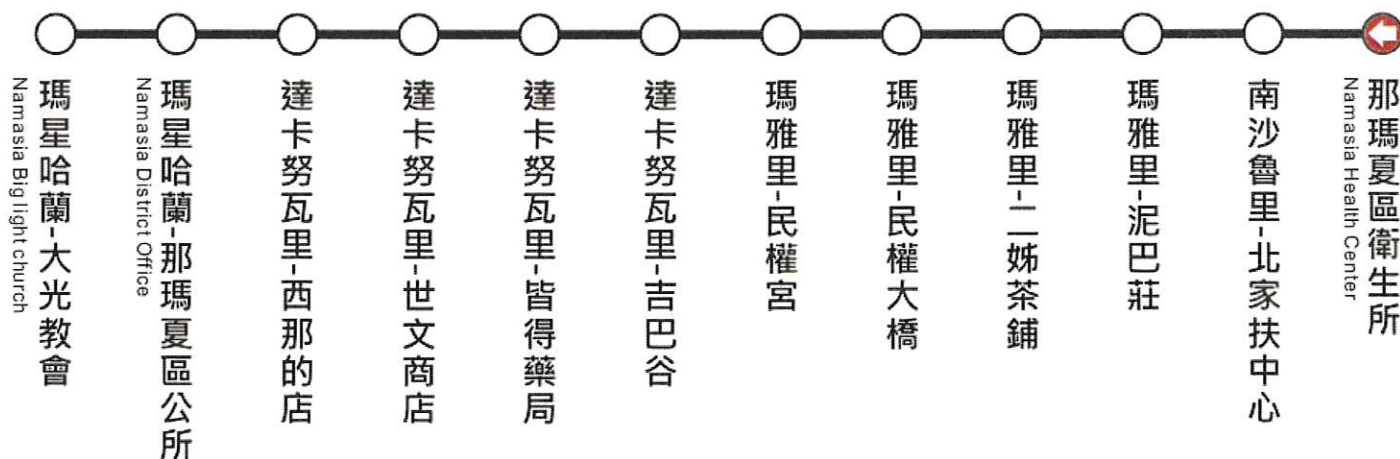 瑪星哈蘭-大光教會
Namasia Big light church
瑪星哈蘭-那瑪夏區公所
Namasia District Office
達卡努瓦里-西那的店
達卡努瓦里-世文商店
達卡努瓦里-皆得藥局
達卡努瓦里-吉巴谷
瑪雅里-民權宮
瑪雅里-民權大橋
瑪雅里-二姊茶鋪
瑪雅里-泥巴莊
南沙魯里-北家扶中心
那瑪夏區衛生所
Namasia Health Center